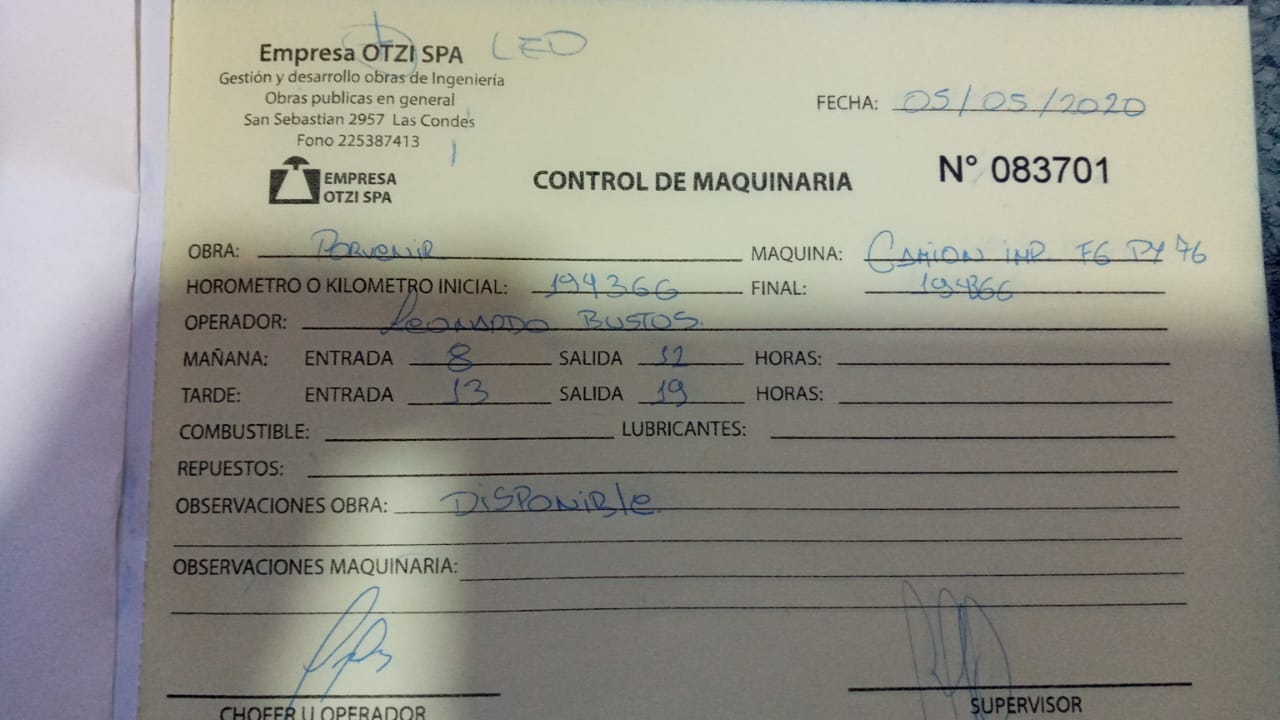 Empresa OTZI SPA LEO
Gestión y desarrollo obras de Ingeniería
Obras publicas en general
San Sebastian 2957 Las Condes
Fono 225387413
FECHA: 05/05/2020
EMPRESA
OTZI SPA
CONTROL DE MAQUINARIA
N° 083701
OBRA: Porvenir MAQUINA: Camion imp. FG PY 76
HOROMETRO O KILOMETRO INICIAL: 194366 FINAL: 194366
OPERADOR: Leonardo Bustos.
MAÑANA: ENTRADA 8 SALIDA 12 HORAS:
TARDE: ENTRADA 13 SALIDA 19 HORAS:
COMBUSTIBLE: LUBRICANTES:
REPUESTOS:
OBSERVACIONES OBRA: Disponible.
OBSERVACIONES MAQUINARIA:
CHOFER U OPERADOR SUPERVISOR